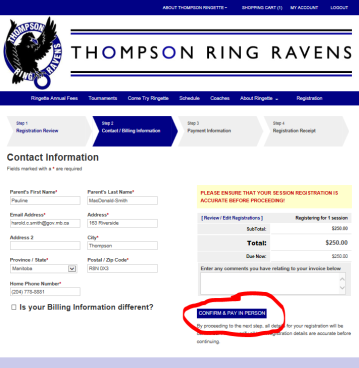 ABOUT THOMPSON RINGETTE SHOPPING CART (1) MY ACCOUNT LOGOUT
THOMPSON
RING RAVENS
THOMPSON RING RAVENS
Ringette Annual Fees Tournaments Come Try Ringette Schedule Coaches About Ringette Registration
Step 1 Step 2 Step 3 Step 4
Registration Review Contact / Billing Information Payment Information Registration Receipt
Contact Information
Fields marked with a * are required
Parent's First Name* Parent's Last Name*
Pauline MacDonald-Smith
Email Address* Address*
harold.c.smith@gov.mb.ca 163 Riverside
Address 2 City*
Thompson
Province / State* Postal / Zip Code*
Manitoba R8N 0X3
Home Phone Number*
Is your Billing Information different?
PLEASE ENSURE THAT YOUR SESSION REGISTRATION IS
ACCURATE BEFORE PROCEEDING!
[ Review / Edit Registrations ] Registering for 1 session
SubTotal: $250.00
Total: $250.00
Due Now: $250.00
Enter any comments you have relating to your invoice below
CONFIRM & PAY IN PERSON
By proceeding to the next step, all details for your registration will be
registration details are accurate before
continuing.